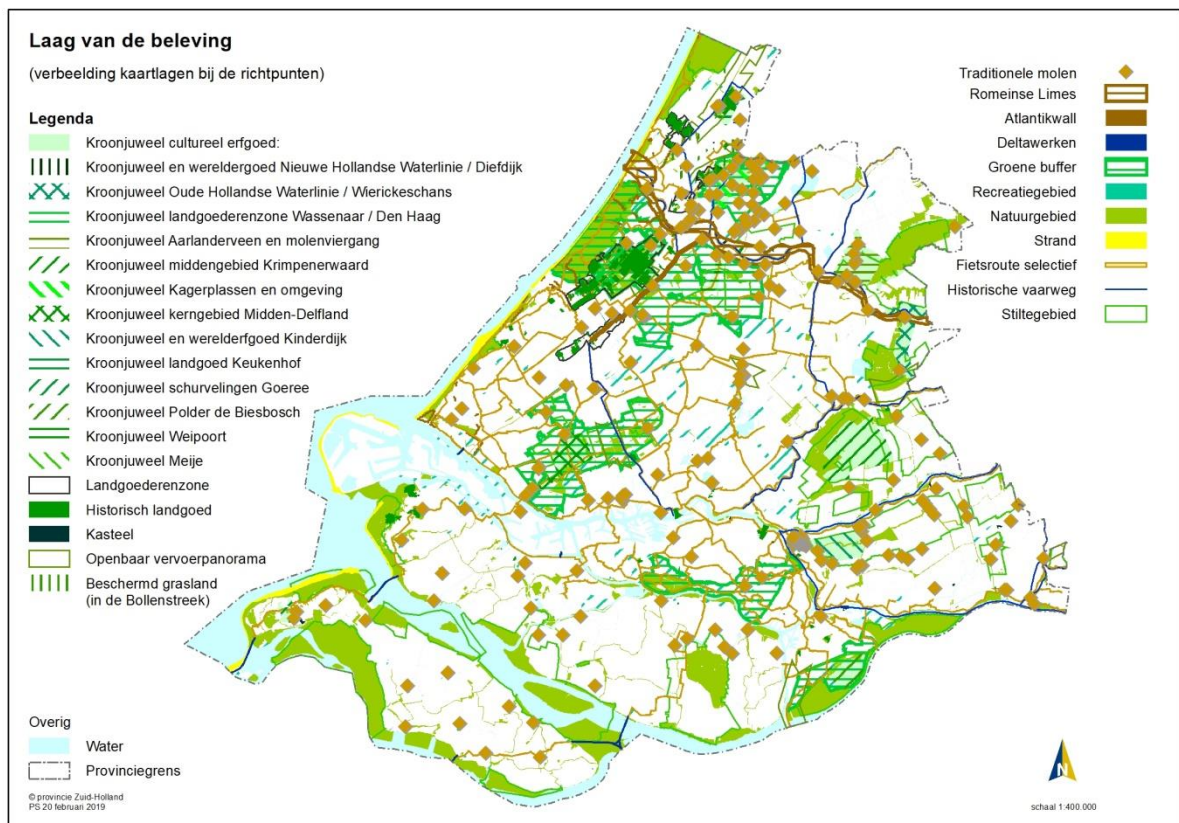 Laag van de beleving
(verbeelding kaartlagen bij de richtpunten)
Legenda
Kroonjuweel cultureel erfgoed:
Kroonjuweel en wereldergoed Nieuwe Hollandse Waterlinie / Diefdijk
Kroonjuweel Oude Hollandse Waterlinie / Wierickeschans
Kroonjuweel landgoederenzone Wassenaar / Den Haag
Kroonjuweel Aarlanderveen en molenviergang
Kroonjuweel middengebied Krimpenerwaard
Kroonjuweel Kagerplassen en omgeving
Kroonjuweel kerngebied Midden-Delfland
Kroonjuweel en werelderfgoed Kinderdijk
Kroonjuweel landgoed Keukenhof
Kroonjuweel schurvelingen Goeree
Kroonjuweel Polder de Biesbosch
Kroonjuweel Weipoort
Kroonjuweel Meije
Landgoederenzone
Historisch landgoed
Kasteel
Openbaar vervoerpanorama
Beschermd grasland
(in de Bollenstreek)
Overig
Water
Provinciegrens
© provincie Zuid-Holland
PS 20 februari 2019
Traditionele molen
Romeinse Limes
Atlantikwall
Deltawerken
Groene buffer
Recreatiegebied
Natuurgebied
Strand
Fietsroute selectief
Historische vaarweg
Stiltegebied
N
schaal 1:400.000